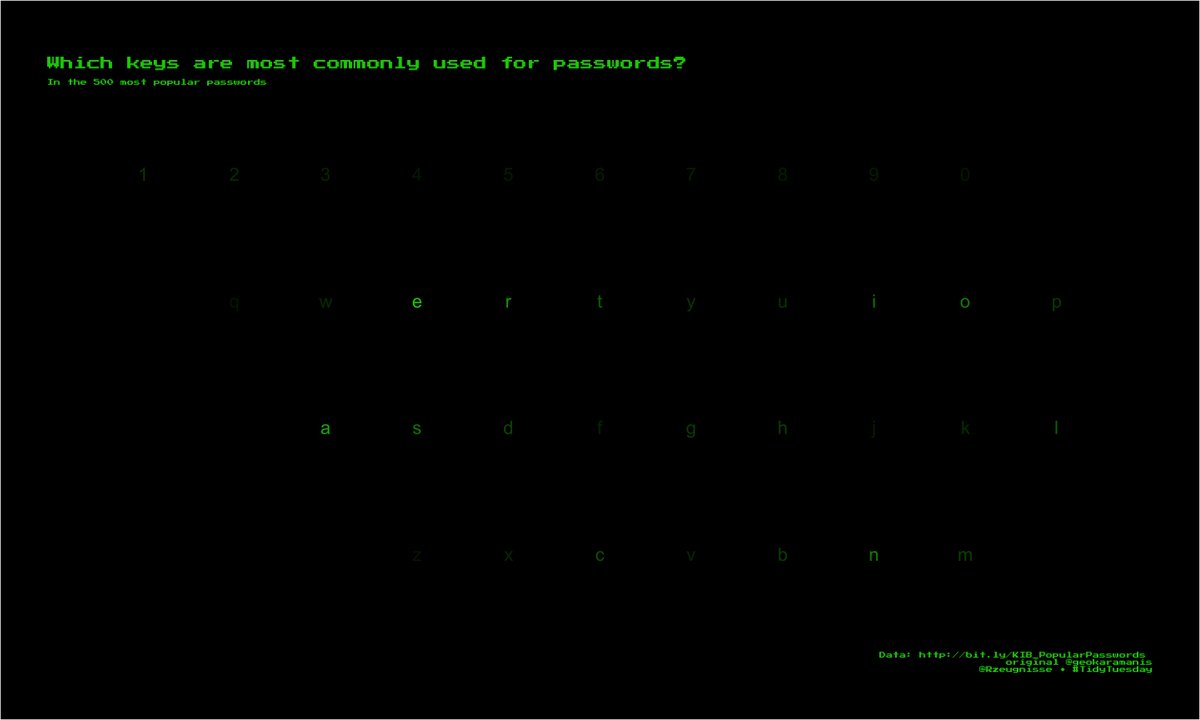 Which keys are most commonly used for passwords?
In the 500 most popular passwords
1 2 3 4 5 6 7 8 9 0
q w e r t y u i o p
a s d f g h j k l
z x c v b n m
Data: http://bit.ly/KIB_PopularPasswords
original @geokaramanis
@Rzeugnisse • #TidyTuesday